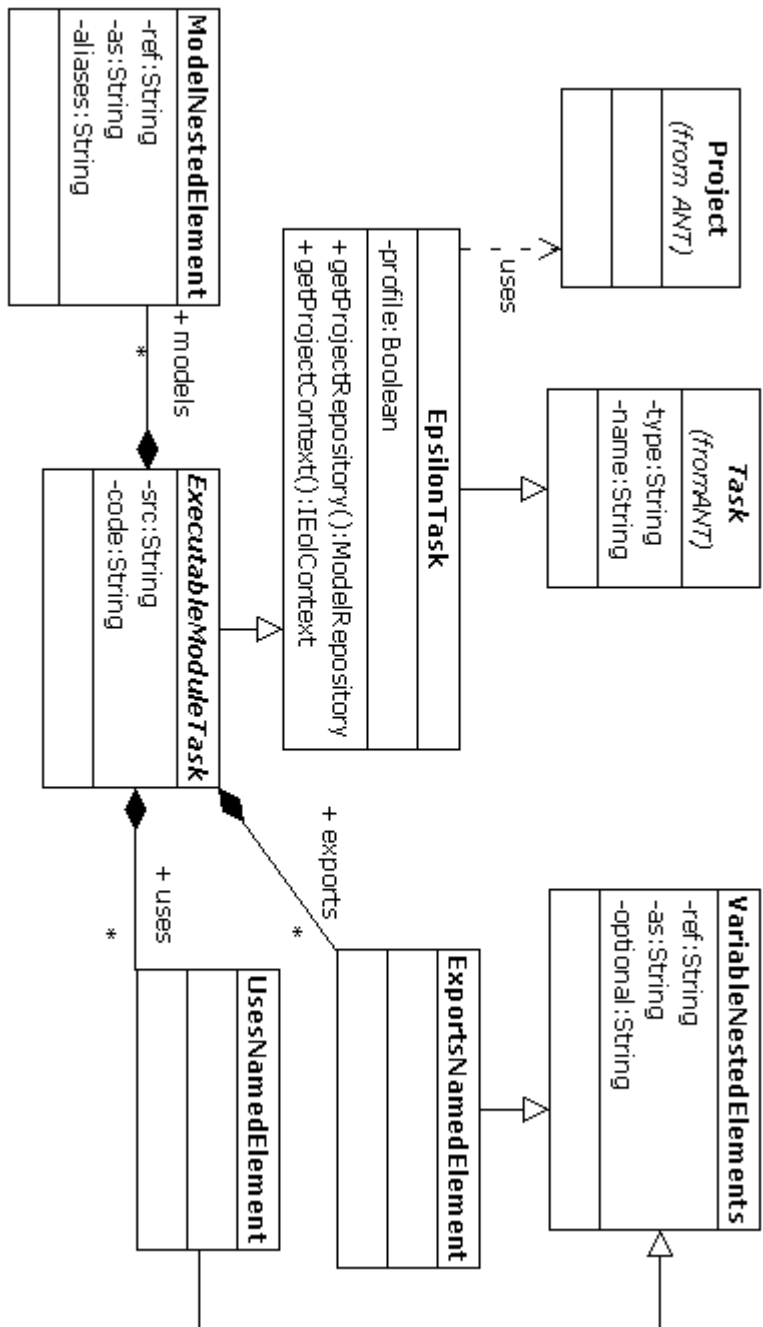 Project
(from ANT)
Task
(fromANT)
-type:String
-name:String
VariableNestedElements
-ref:String
-as:String
-optional:String
uses
EpsilonTask
-profile:Boolean
+getProjectRepository():ModelRepository
+getProjectContext():IEolContext
ExportsNamedElement
+ exports
*
ModelNestedElement
-ref:String
-as:String
-aliases:String
+ models
*
ExecutableModuleTask
-src:String
-code:String
+ uses
*
UsesNamedElement